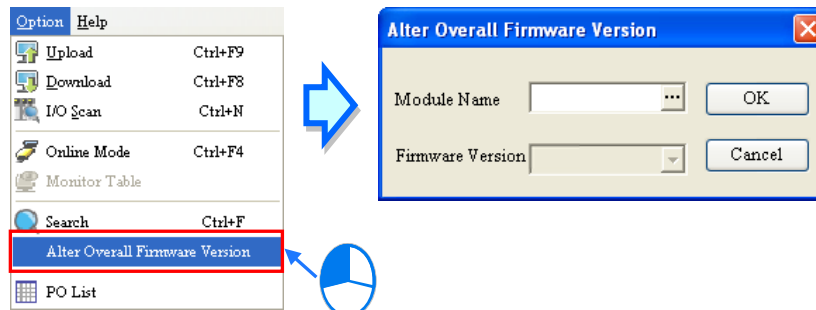 Option Help
Upload Ctrl+F9
Download Ctrl+F8
I/O Scan Ctrl+N
Online Mode Ctrl+F4
Monitor Table
Search Ctrl+F
Alter Overall Firmware Version
PO List
Alter Overall Firmware Version
Module Name ... OK
Firmware Version Cancel